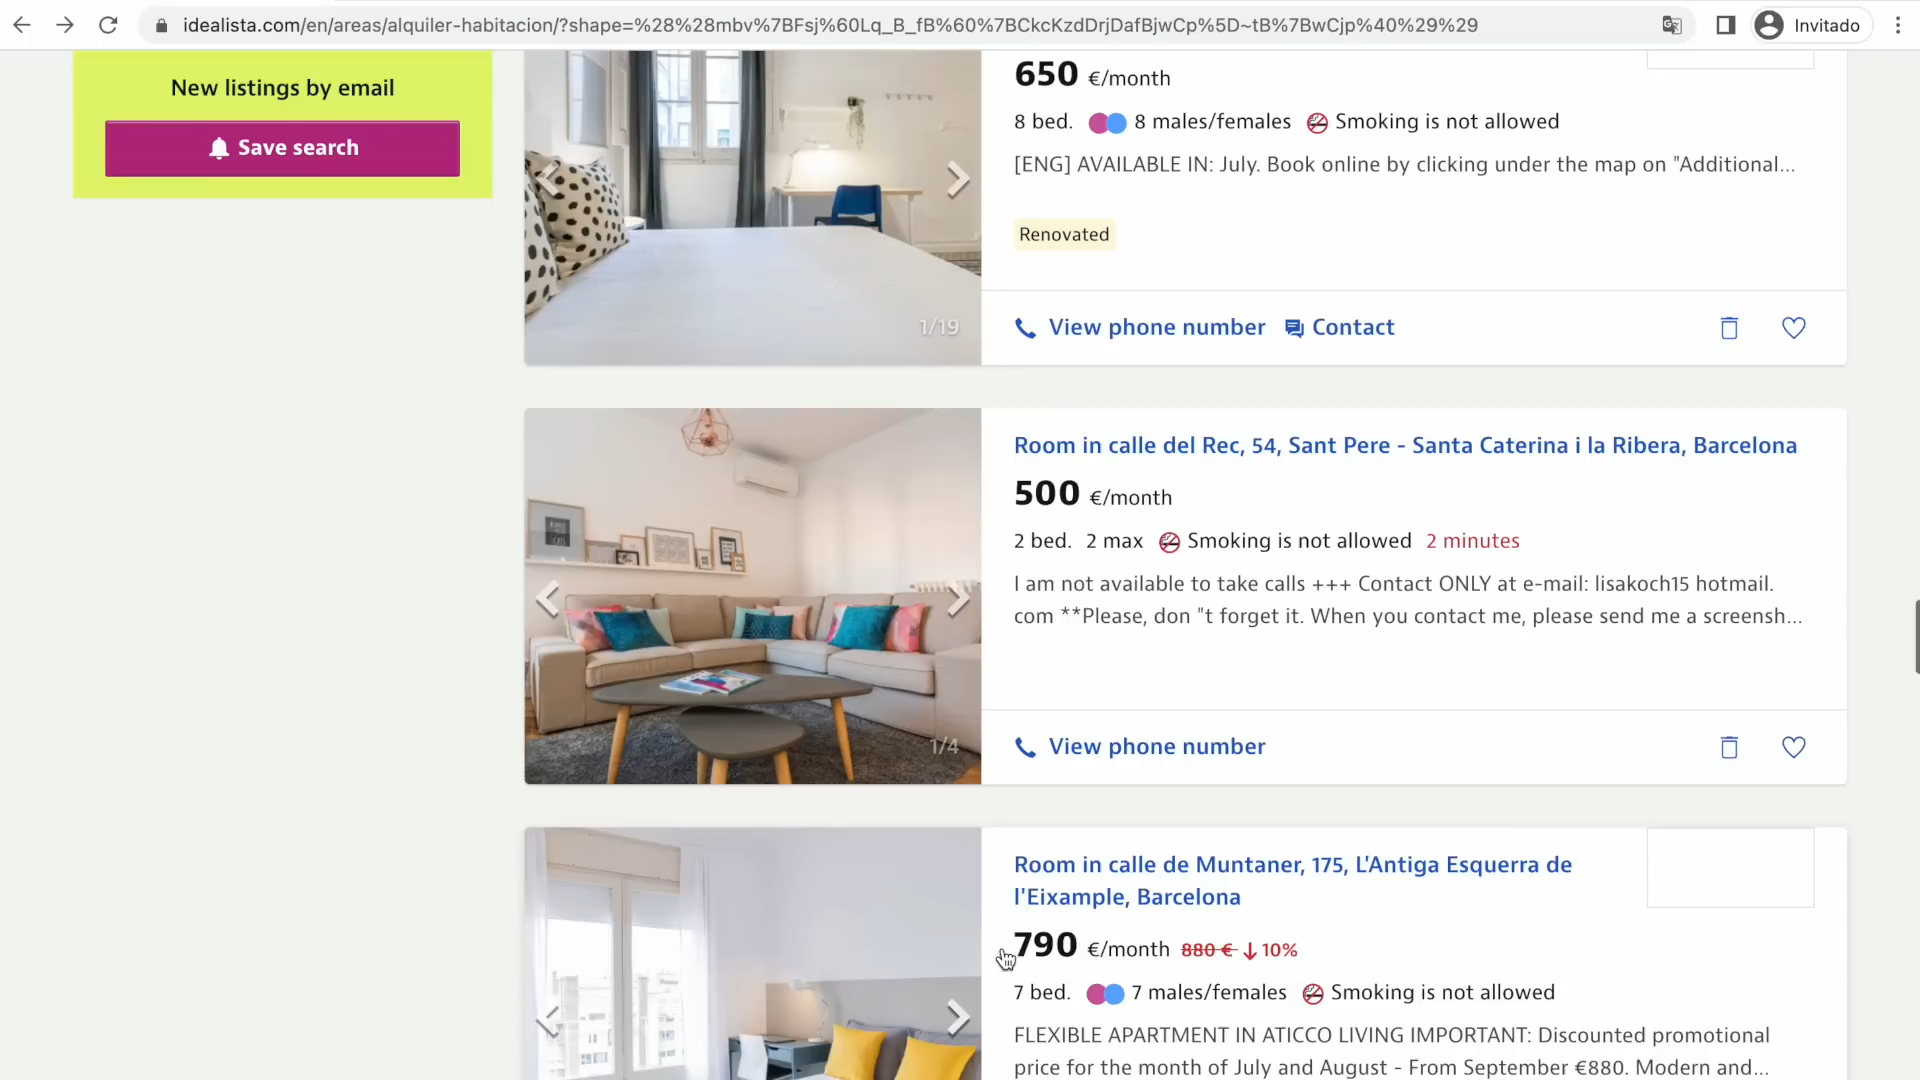 idealista.com/en/areas/alquiler-habitacion/?shape=%28%28mbv%7BFsj%60Lq_B_fB%60%7BCkcKzdDrjDafBjwCp%5D~tB%7BwCjp%40%29%29
Invitado
New listings by email
Save search
650 €/month
8 bed. 8 males/females Smoking is not allowed
[ENG] AVAILABLE IN: July. Book online by clicking under the map on "Additional...
Renovated
1/19
View phone number Contact
Room in calle del Rec, 54, Sant Pere - Santa Caterina i la Ribera, Barcelona
500 €/month
2 bed. 2 max Smoking is not allowed 2 minutes
I am not available to take calls +++ Contact ONLY at e-mail: lisakoch15 hotmail.
com **Please, don "t forget it. When you contact me, please send me a screensh...
1/4
View phone number
Room in calle de Muntaner, 175, L'Antiga Esquerra de
l'Eixample, Barcelona
790 €/month 880 € ↓ 10%
7 bed. 7 males/females Smoking is not allowed
FLEXIBLE APARTMENT IN ATICCO LIVING IMPORTANT: Discounted promotional
price for the month of July and August - From September €880. Modern and...